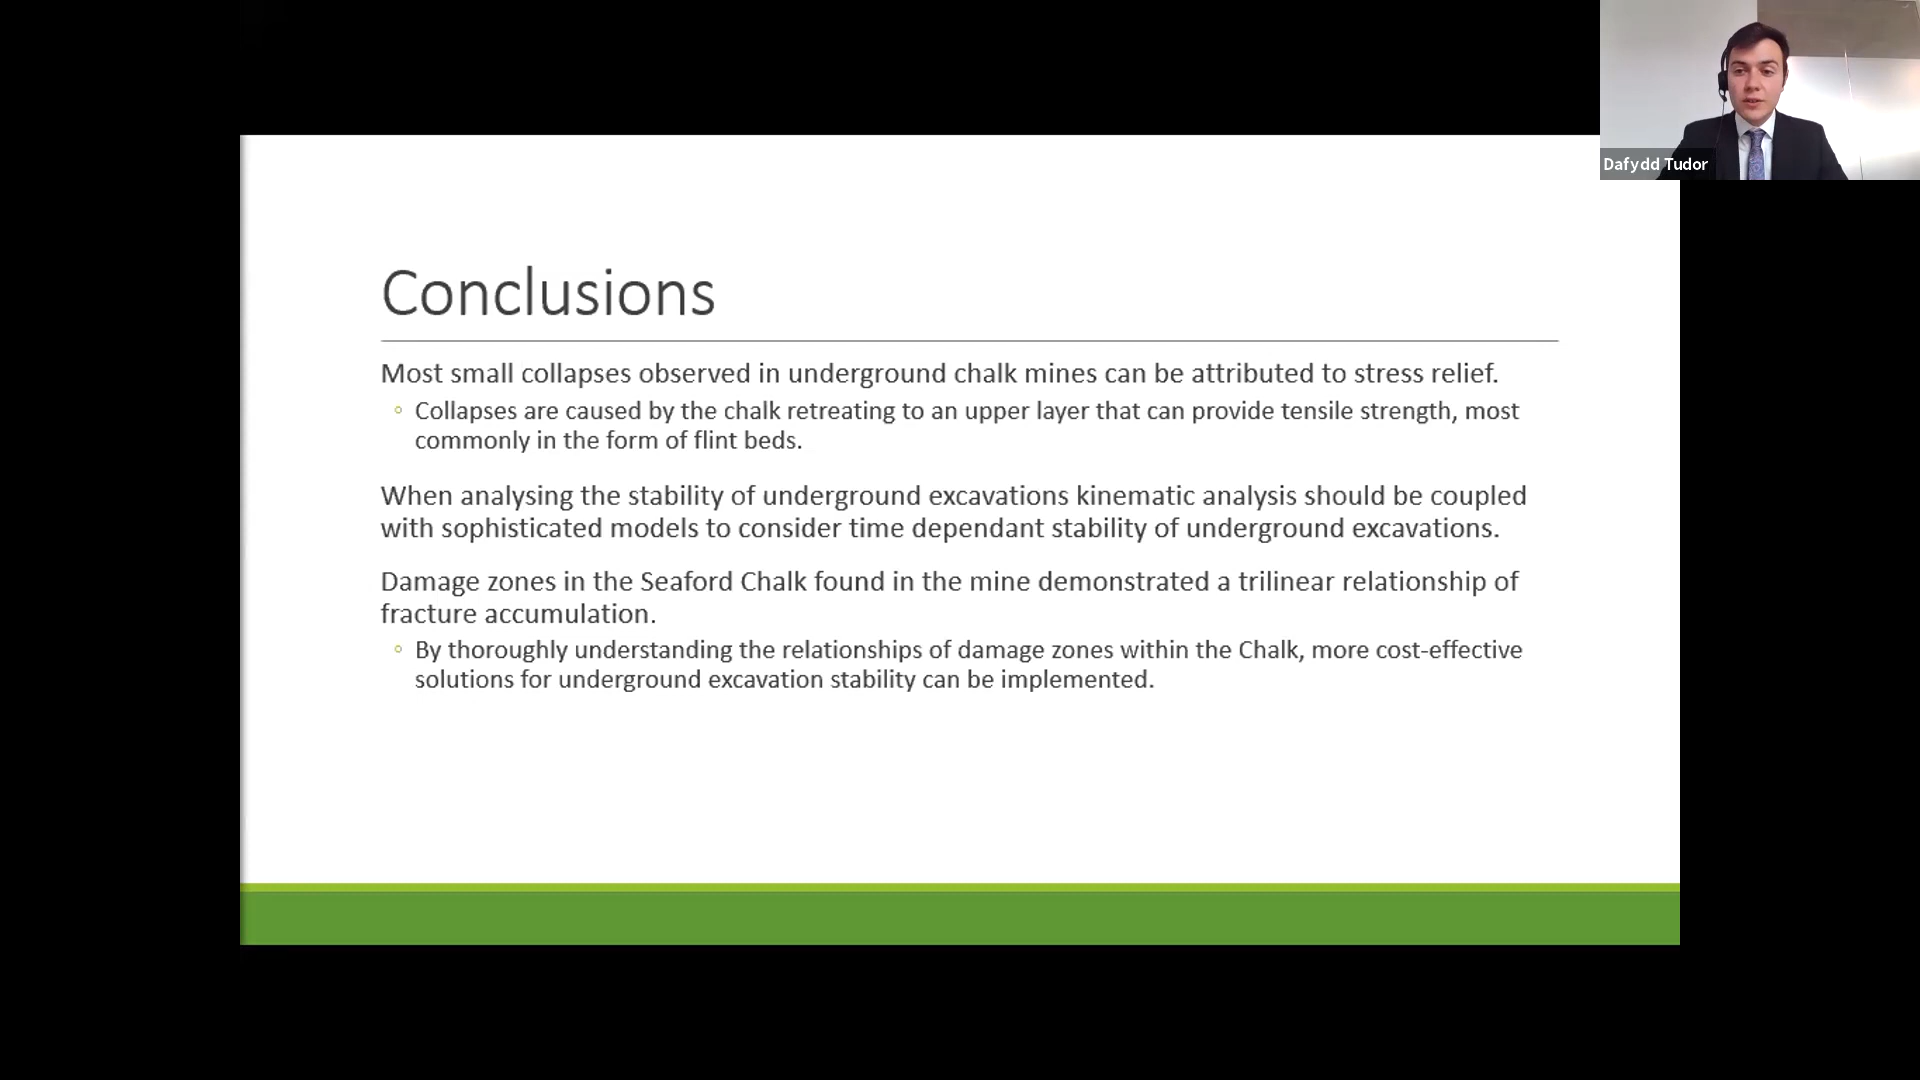 Dafydd Tudor
Conclusions
Most small collapses observed in underground chalk mines can be attributed to stress relief.
◦ Collapses are caused by the chalk retreating to an upper layer that can provide tensile strength, most
commonly in the form of flint beds.
When analysing the stability of underground excavations kinematic analysis should be coupled
with sophisticated models to consider time dependant stability of underground excavations.
Damage zones in the Seaford Chalk found in the mine demonstrated a trilinear relationship of
fracture accumulation.
◦ By thoroughly understanding the relationships of damage zones within the Chalk, more cost-effective
solutions for underground excavation stability can be implemented.